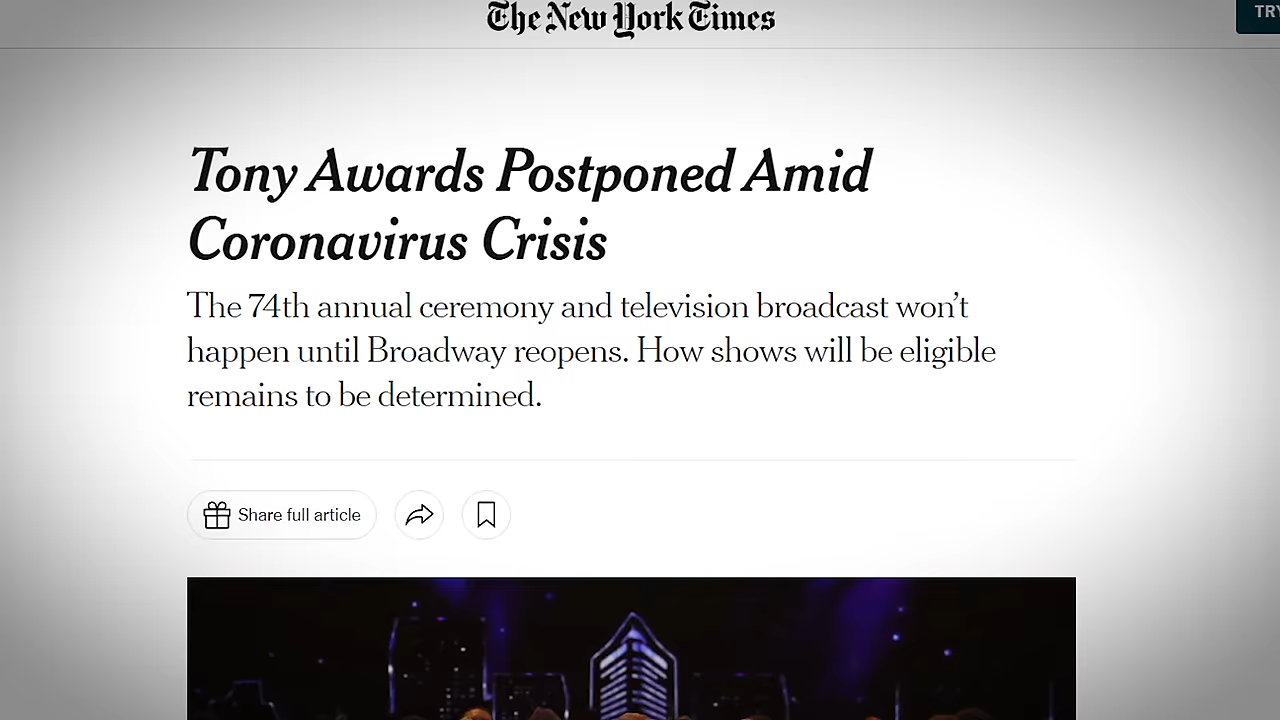 The New York Times
TRY
Tony Awards Postponed Amid
Coronavirus Crisis
The 74th annual ceremony and television broadcast won’t
happen until Broadway reopens. How shows will be eligible
remains to be determined.
Share full article